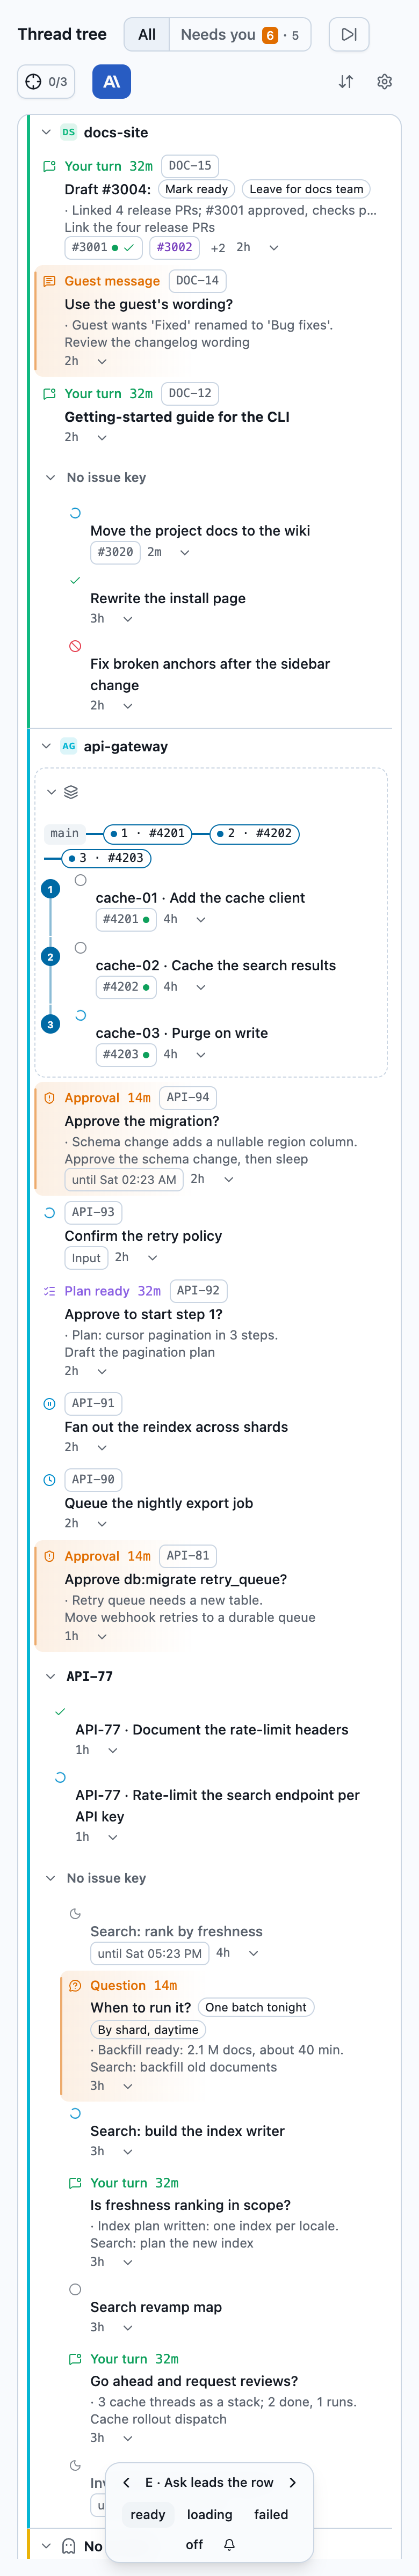 Thread tree
All
Needs you 6 · 5
0/3
DS docs-site
Your turn 32m DOC-15
Draft #3004: Mark ready Leave for docs team
· Linked 4 release PRs; #3001 approved, checks p…
Link the four release PRs
#3001 #3002 +2 2h
Guest message DOC-14
Use the guest's wording?
· Guest wants 'Fixed' renamed to 'Bug fixes'.
Review the changelog wording
2h
Your turn 32m DOC-12
Getting-started guide for the CLI
2h
No issue key
Move the project docs to the wiki
#3020 2m
Rewrite the install page
3h
Fix broken anchors after the sidebar
change
2h
AG api-gateway
main 1 · #4201 2 · #4202
3 · #4203
1
cache-01 · Add the cache client
#4201 4h
2
cache-02 · Cache the search results
#4202 4h
3
cache-03 · Purge on write
#4203 4h
Approval 14m API-94
Approve the migration?
· Schema change adds a nullable region column.
Approve the schema change, then sleep
until Sat 02:23 AM 2h
API-93
Confirm the retry policy
Input 2h
Plan ready 32m API-92
Approve to start step 1?
· Plan: cursor pagination in 3 steps.
Draft the pagination plan
2h
API-91
Fan out the reindex across shards
2h
API-90
Queue the nightly export job
2h
Approval 14m API-81
Approve db:migrate retry_queue?
· Retry queue needs a new table.
Move webhook retries to a durable queue
1h
API-77
API-77 · Document the rate-limit headers
1h
API-77 · Rate-limit the search endpoint per
API key
1h
No issue key
Search: rank by freshness
until Sat 05:23 PM 4h
Question 14m
When to run it? One batch tonight
By shard, daytime
· Backfill ready: 2.1 M docs, about 40 min.
Search: backfill old documents
3h
Search: build the index writer
3h
Your turn 32m
Is freshness ranking in scope?
· Index plan written: one index per locale.
Search: plan the new index
3h
Search revamp map
3h
Your turn 32m
Go ahead and request reviews?
· 3 cache threads as a stack; 2 done, 1 runs.
Cache rollout dispatch
3h
E · Ask leads the row
ready loading failed
off
No